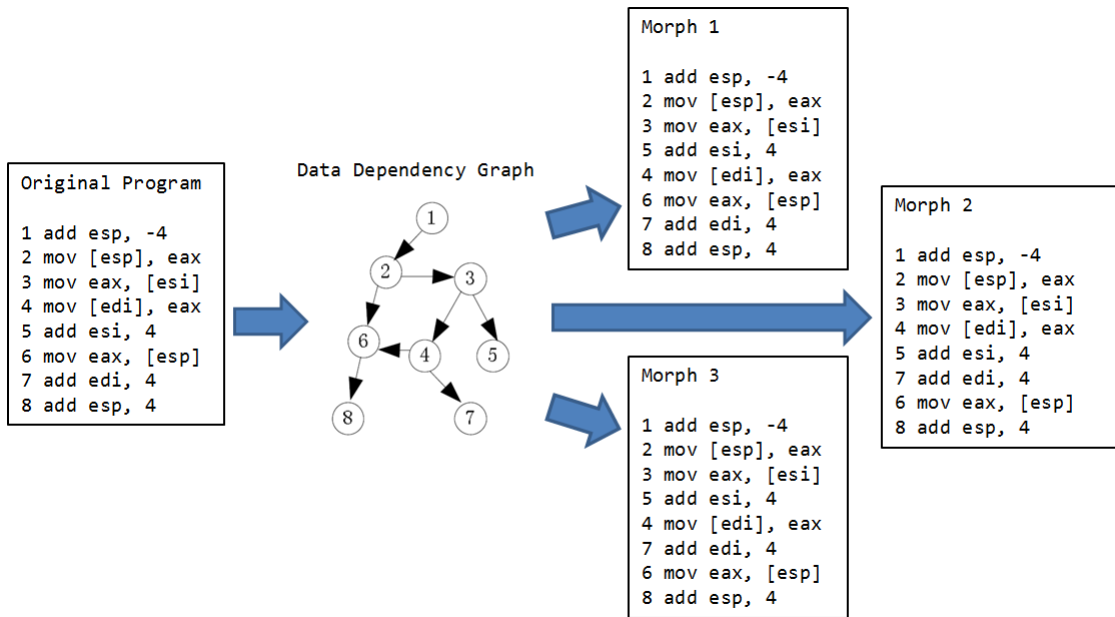 Original Program
1 add esp, -4
2 mov [esp], eax
3 mov eax, [esi]
4 mov [edi], eax
5 add esi, 4
6 mov eax, [esp]
7 add edi, 4
8 add esp, 4
Data Dependency Graph
1
2
3
6
4
5
8
7
Morph 1
1 add esp, -4
2 mov [esp], eax
3 mov eax, [esi]
5 add esi, 4
4 mov [edi], eax
6 mov eax, [esp]
7 add edi, 4
8 add esp, 4
Morph 2
1 add esp, -4
2 mov [esp], eax
3 mov eax, [esi]
4 mov [edi], eax
5 add esi, 4
7 add edi, 4
6 mov eax, [esp]
8 add esp, 4
Morph 3
1 add esp, -4
2 mov [esp], eax
3 mov eax, [esi]
5 add esi, 4
4 mov [edi], eax
7 add edi, 4
6 mov eax, [esp]
8 add esp, 4